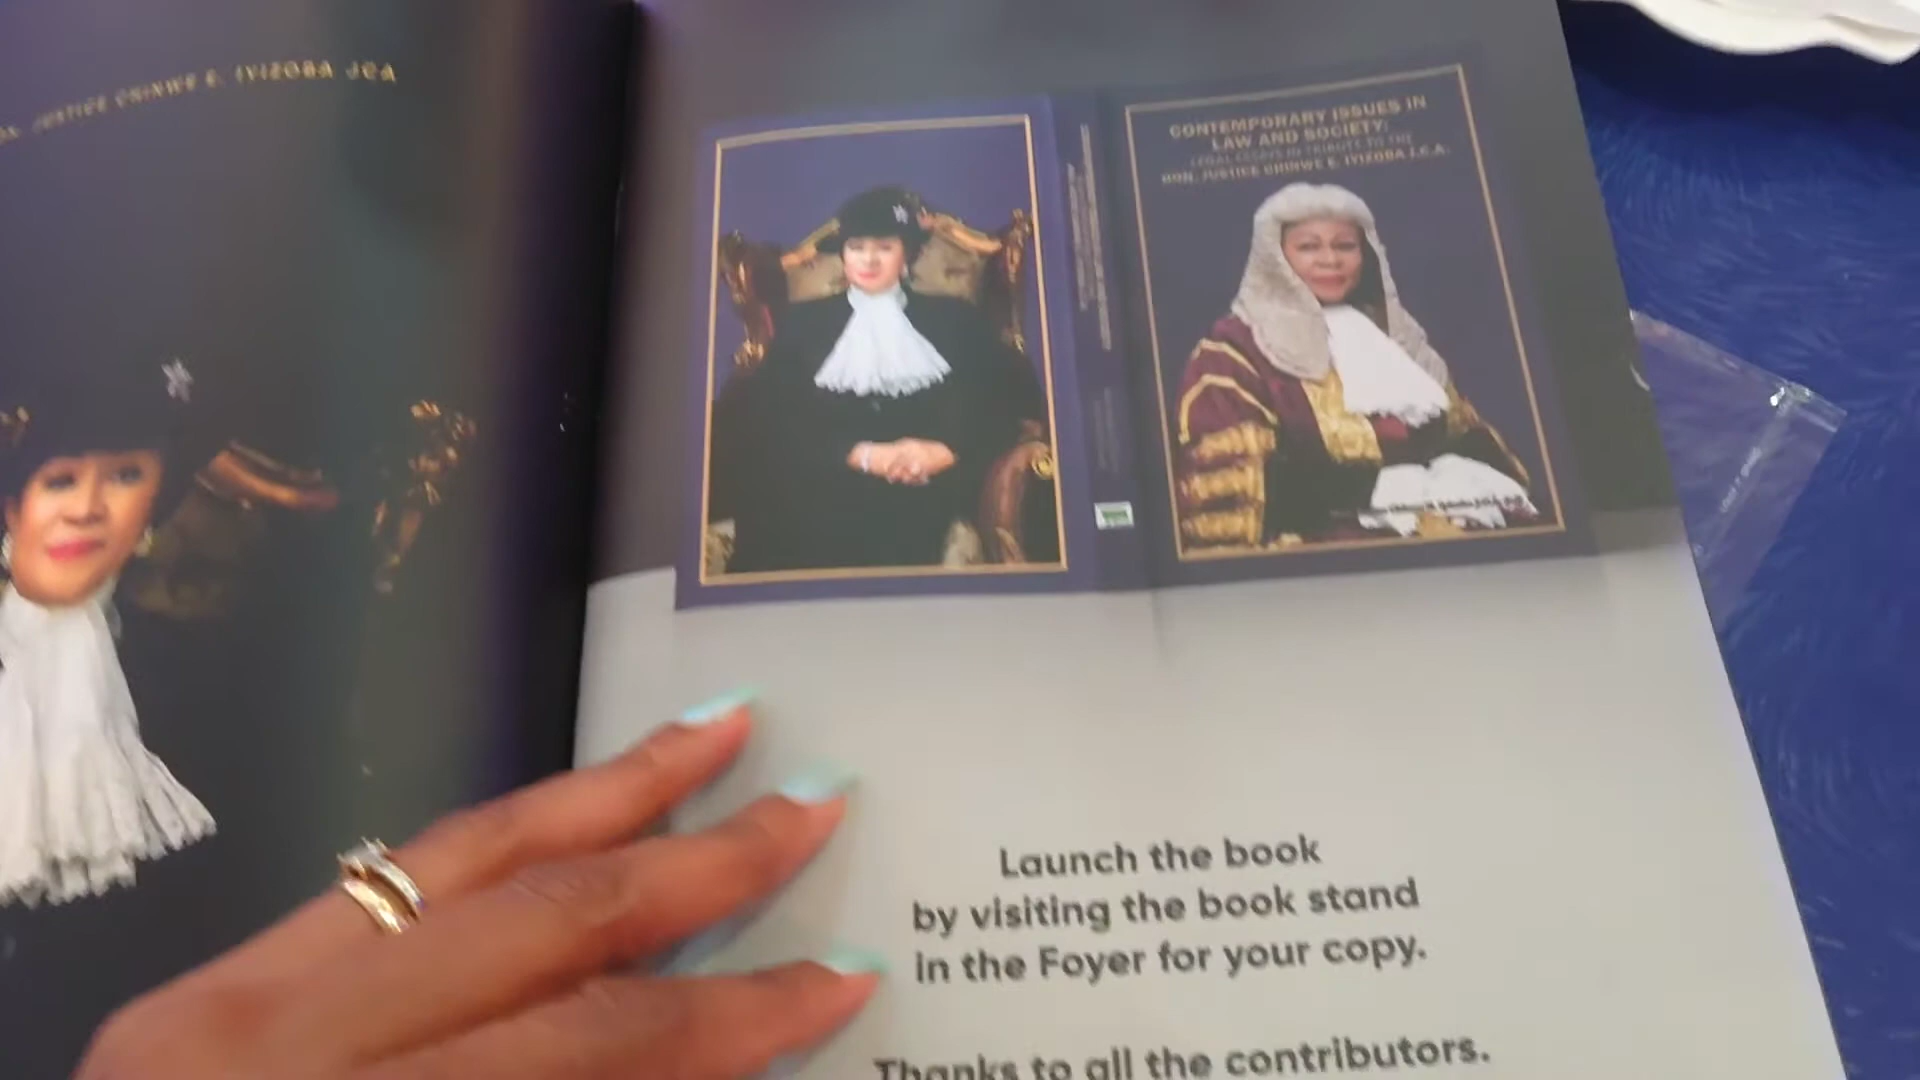 JUSTICE CHINWE E. IYIZOBA JCA
CONTEMPORARY ISSUES IN
LAW AND SOCIETY:
LEGAL ESSAYS IN TRIBUTE TO THE
HON. JUSTICE CHINWE E. IYIZOBA J.C.A.
Launch the book
by visiting the book stand
in the Foyer for your copy.
Thanks to all the contributors.